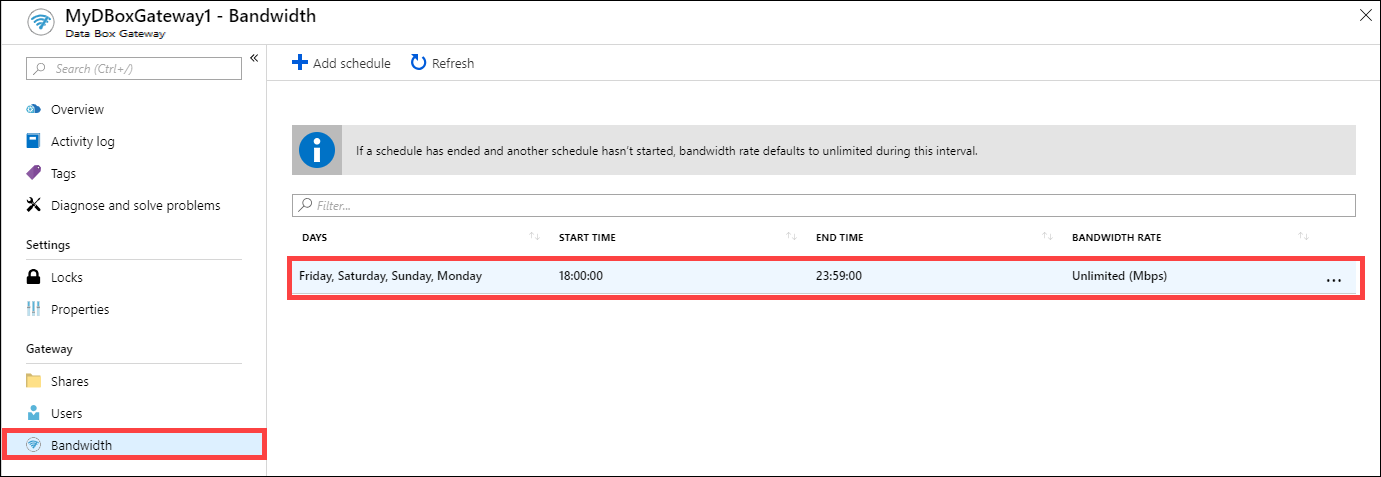 MyDBoxGateway1 - Bandwidth
Data Box Gateway
Search (Ctrl+/)
«
Overview
Activity log
Tags
Diagnose and solve problems
Settings
Locks
Properties
Gateway
Shares
Users
Bandwidth
Add schedule Refresh
If a schedule has ended and another schedule hasn't started, bandwidth rate defaults to unlimited during this interval.
Filter...
DAYS START TIME END TIME BANDWIDTH RATE
Friday, Saturday, Sunday, Monday 18:00:00 23:59:00 Unlimited (Mbps) ...